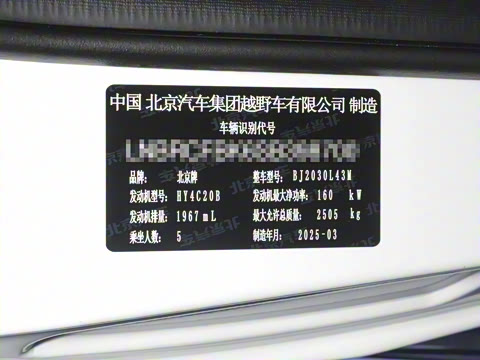 中国 北京汽车集团越野车有限公司 制造
车辆识别代号
品牌: 北京牌 整车型号: BJ2030L43M
发动机型号: HY4C20B 发动机最大净功率: 160 kW
发动机排量: 1967 mL 最大允许总质量: 2505 kg
乘坐人数: 5 制造年月: 2025-03